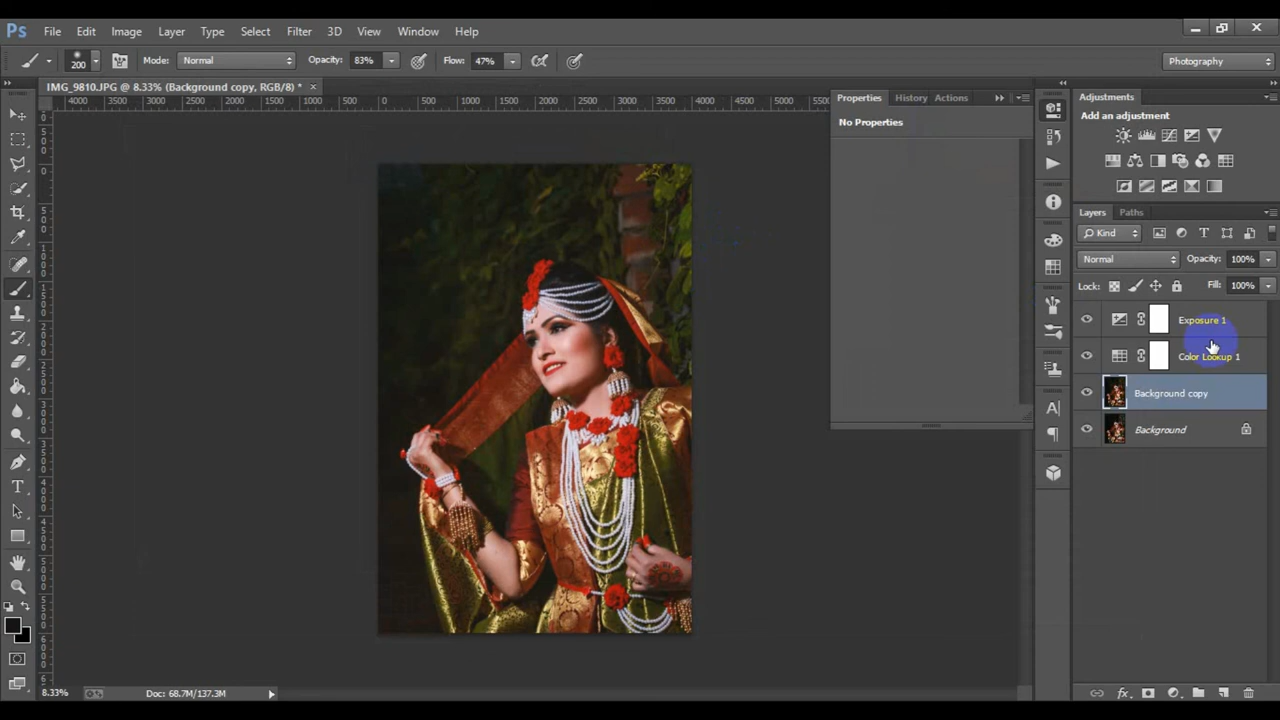 Ps File Edit Image Layer Type Select Filter 3D View Window Help
200 Mode: Normal Opacity: 83% Flow: 47% Photography
IMG_9810.JPG @ 8.33% (Background copy, RGB/8) * ×
4000 3500 3000 2500 2000 1500 1000 500 0 500 1000 1500 2000 2500 3000 3500 4000 4500 5000
Properties History Actions
No Properties
Adjustments
Add an adjustment
Layers Paths
Kind
Normal Opacity: 100%
Lock: Fill: 100%
Exposure 1
Color Lookup 1
Background copy
Background
8.33% Doc: 68.7M/137.3M